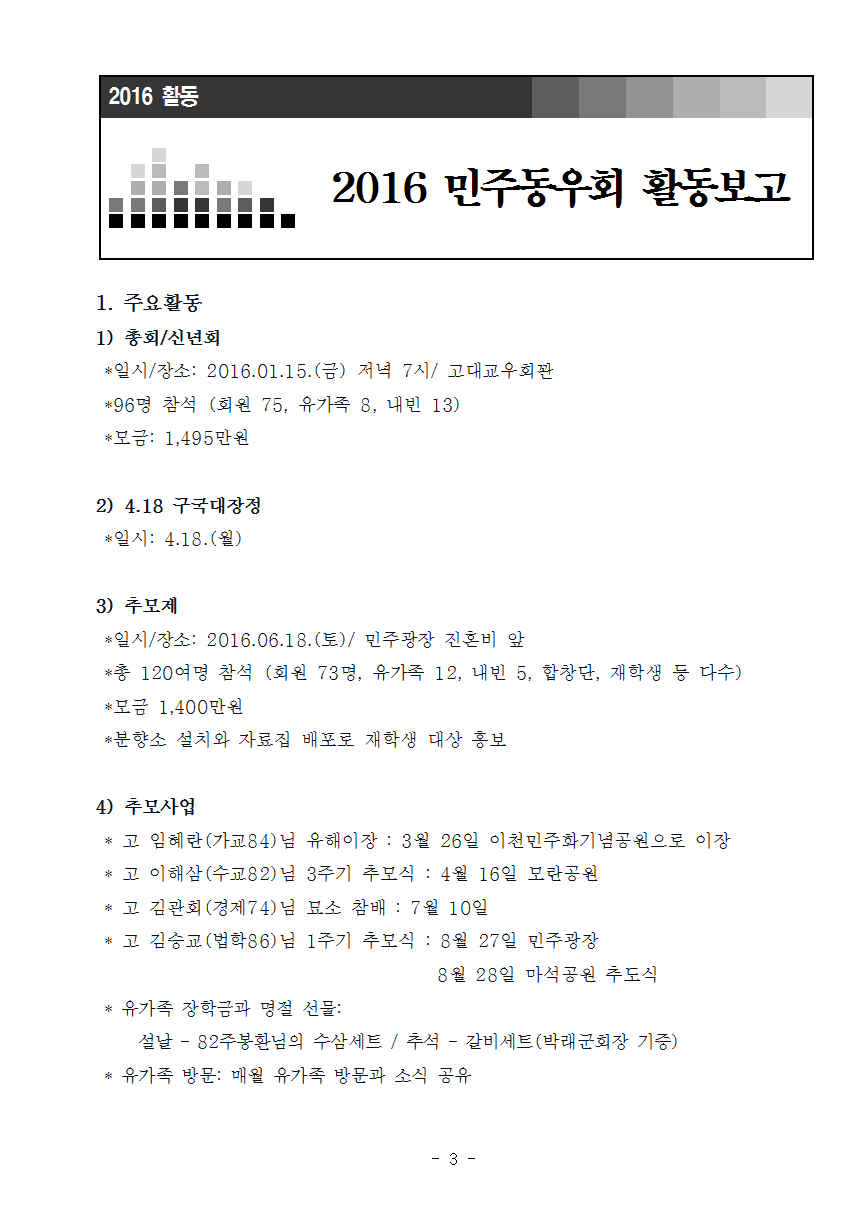 2016 활동
2016 민주동우회 활동보고
1. 주요활동
1) 총회/신년회
*일시/장소: 2016.01.15.(금) 저녁 7시/ 고대교우회관
*96명 참석 (회원 75, 유가족 8, 내빈 13)
*모금: 1,495만원
2) 4.18 구국대장정
*일시: 4.18.(월)
3) 추모제
*일시/장소: 2016.06.18.(토)/ 민주광장 진혼비 앞
*총 120여명 참석 (회원 73명, 유가족 12, 내빈 5, 합창단, 재학생 등 다수)
*모금 1,400만원
*분향소 설치와 자료집 배포로 재학생 대상 홍보
4) 추모사업
* 고 임혜란(가교84)님 유해이장 : 3월 26일 이천민주화기념공원으로 이장
* 고 이해삼(수교82)님 3주기 추모식 : 4월 16일 모란공원
* 고 김관회(경제74)님 묘소 참배 : 7월 10일
* 고 김승교(법학86)님 1주기 추모식 : 8월 27일 민주광장
8월 28일 마석공원 추도식
* 유가족 장학금과 명절 선물:
설날 - 82주봉환님의 수삼세트 / 추석 - 갈비세트(박래군회장 기증)
* 유가족 방문: 매월 유가족 방문과 소식 공유
- 3 -